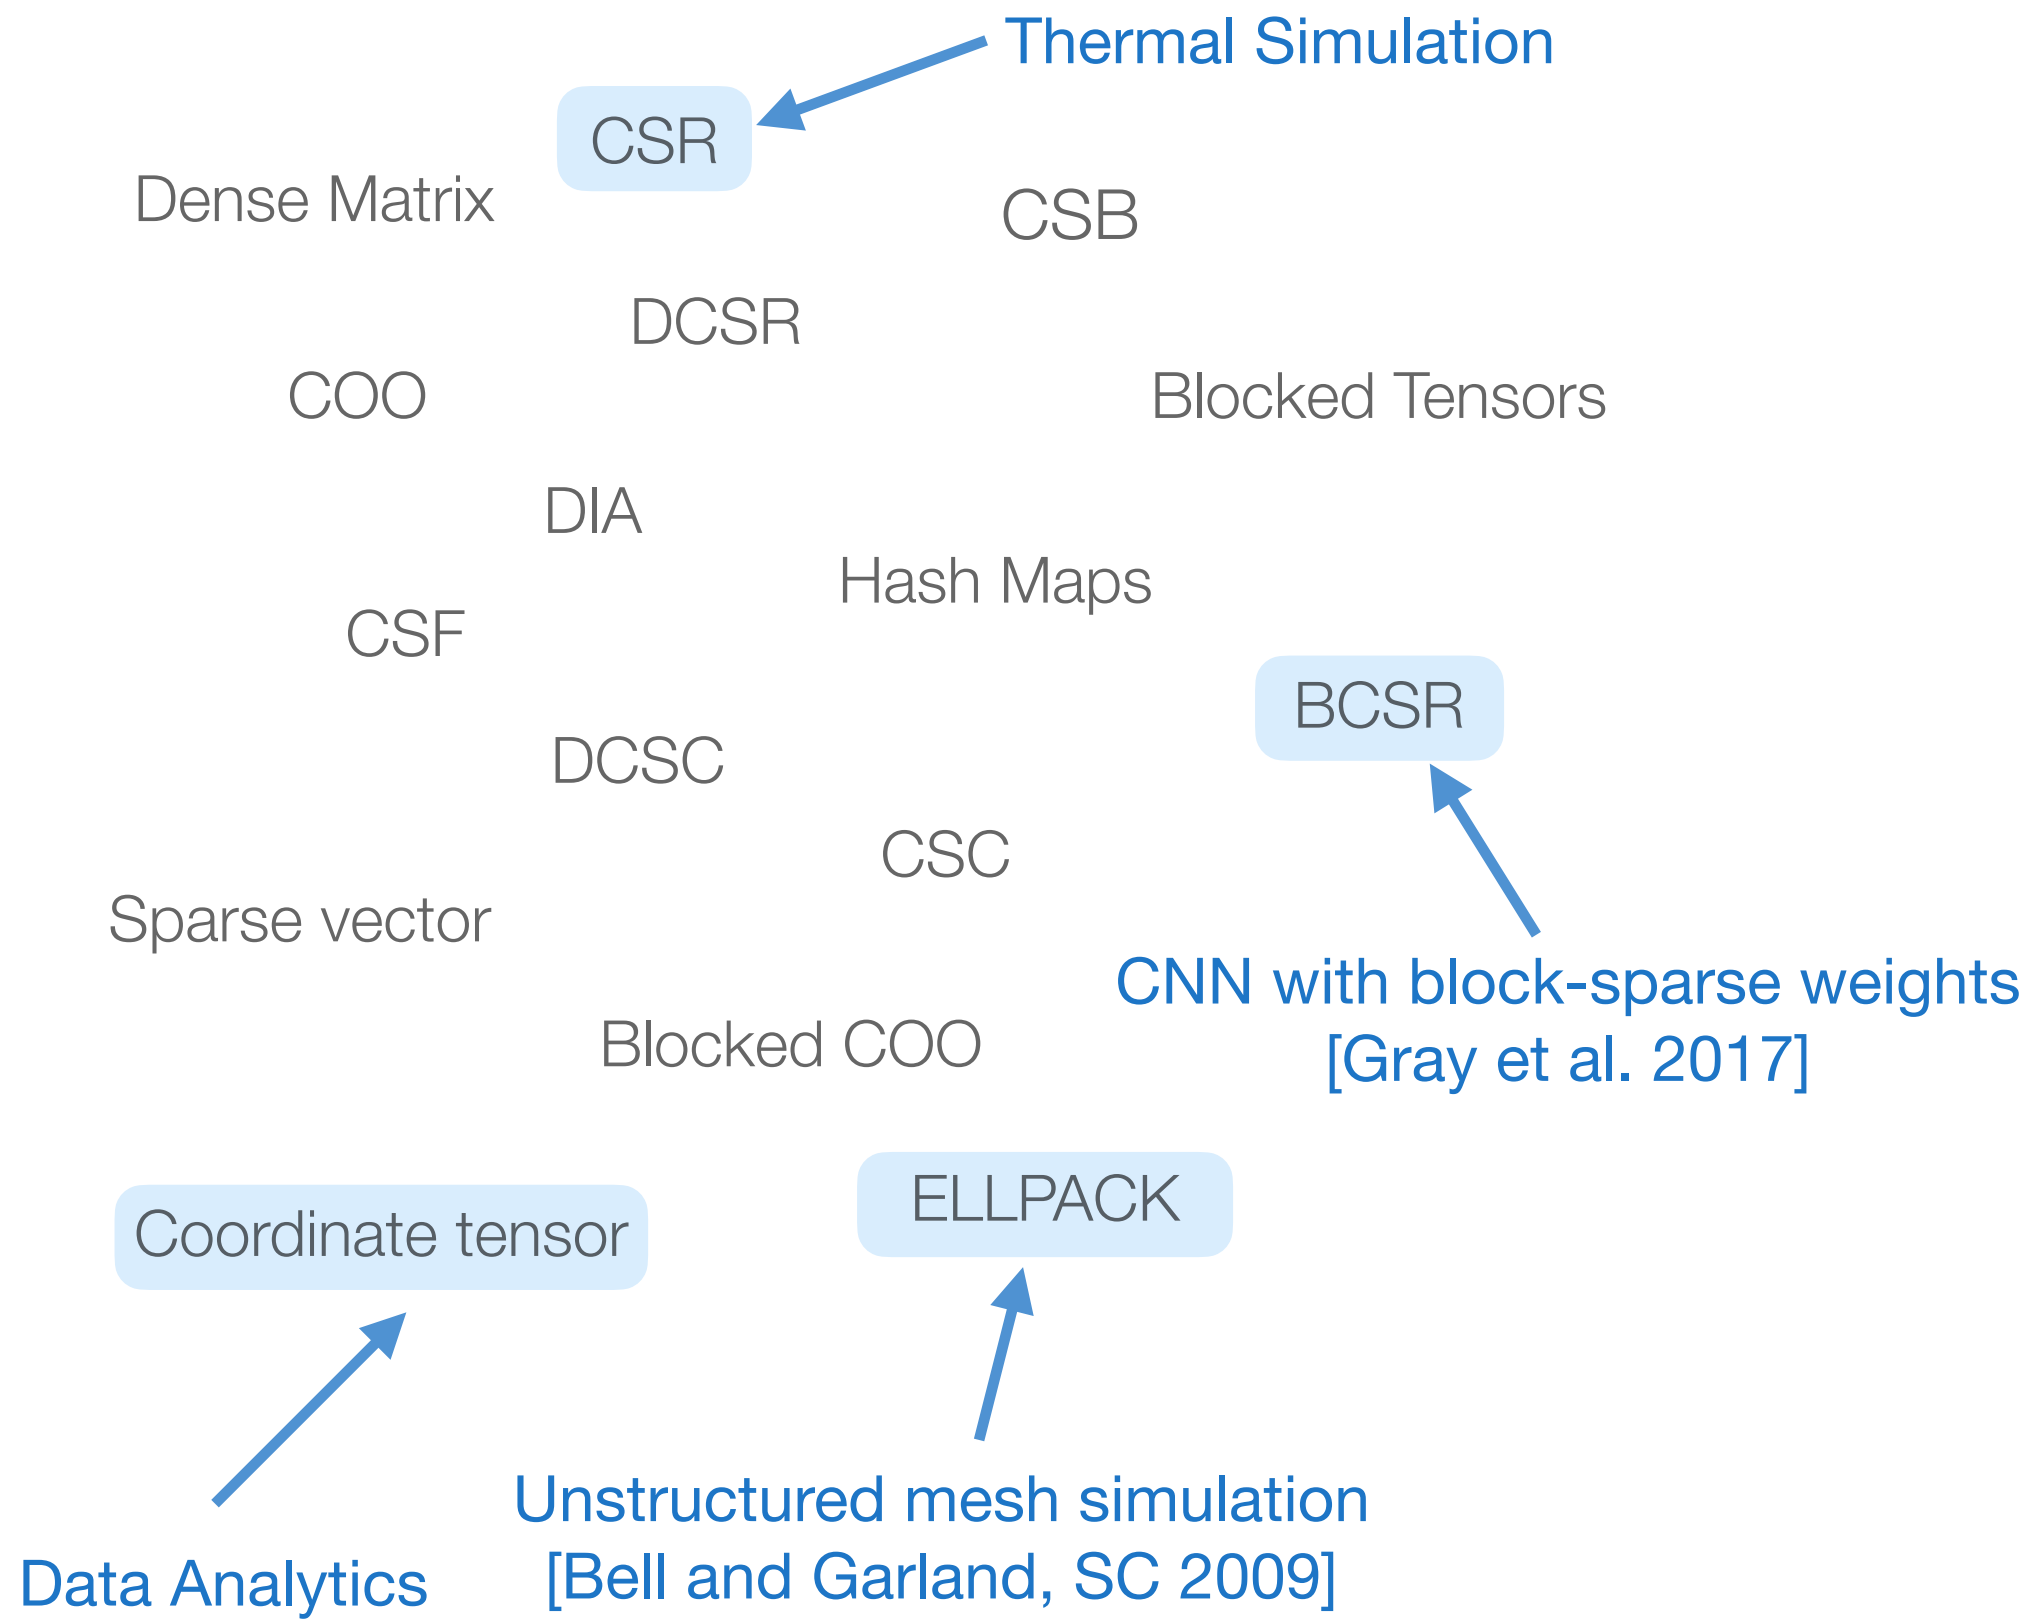 Thermal Simulation
CSR
Dense Matrix
CSB
DCSR
COO
Blocked Tensors
DIA
Hash Maps
CSF
BCSR
DCSC
CSC
Sparse vector
CNN with block-sparse weights
[Gray et al. 2017]
Blocked COO
ELLPACK
Coordinate tensor
Unstructured mesh simulation
[Bell and Garland, SC 2009]
Data Analytics